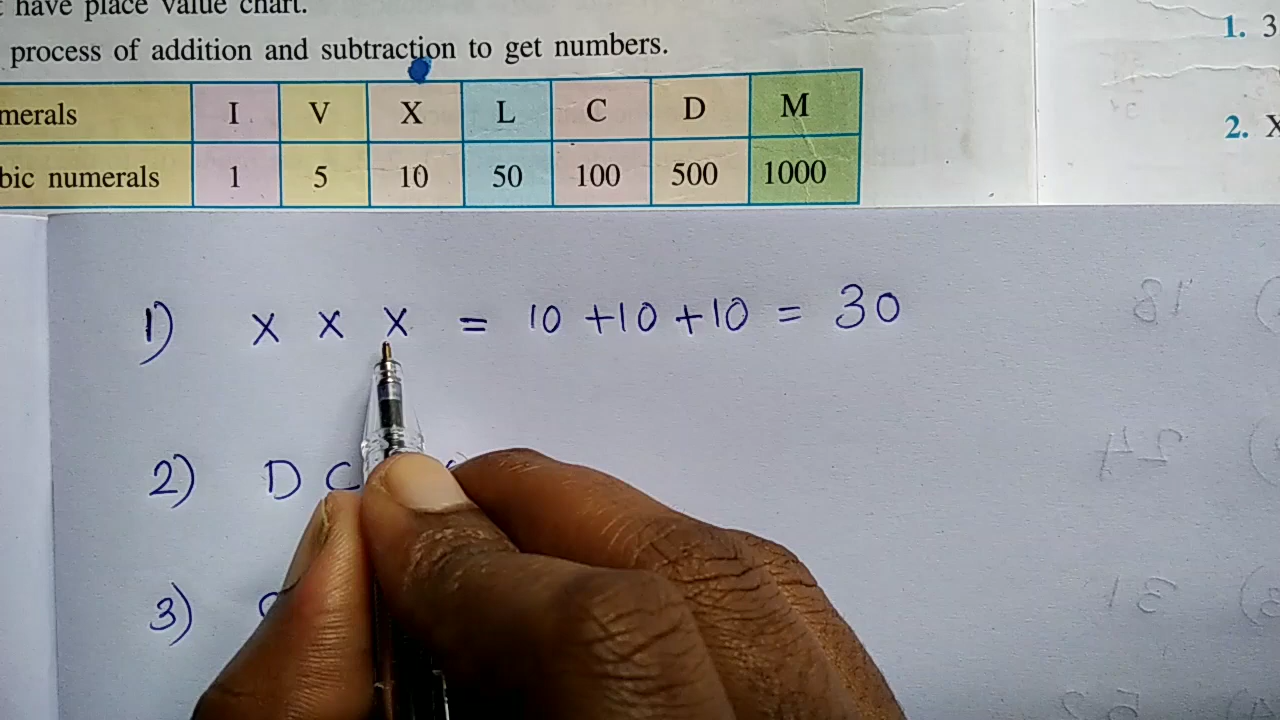 have place value chart.
process of addition and subtraction to get numbers.
merals I V X L C D M
bic numerals 1 5 10 50 100 500 1000
1. 3
2. X
1) X X X = 10 +10 +10 = 30
2) D C
3)